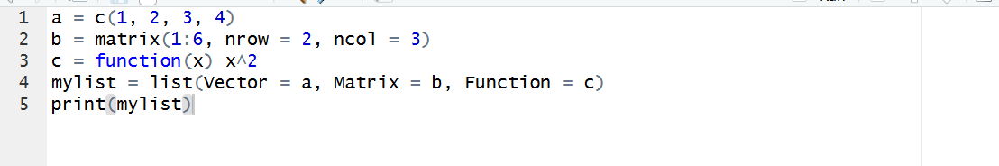 1 a = c(1, 2, 3, 4)
2 b = matrix(1:6, nrow = 2, ncol = 3)
3 c = function(x) x^2
4 mylist = list(Vector = a, Matrix = b, Function = c)
5 print(mylist)